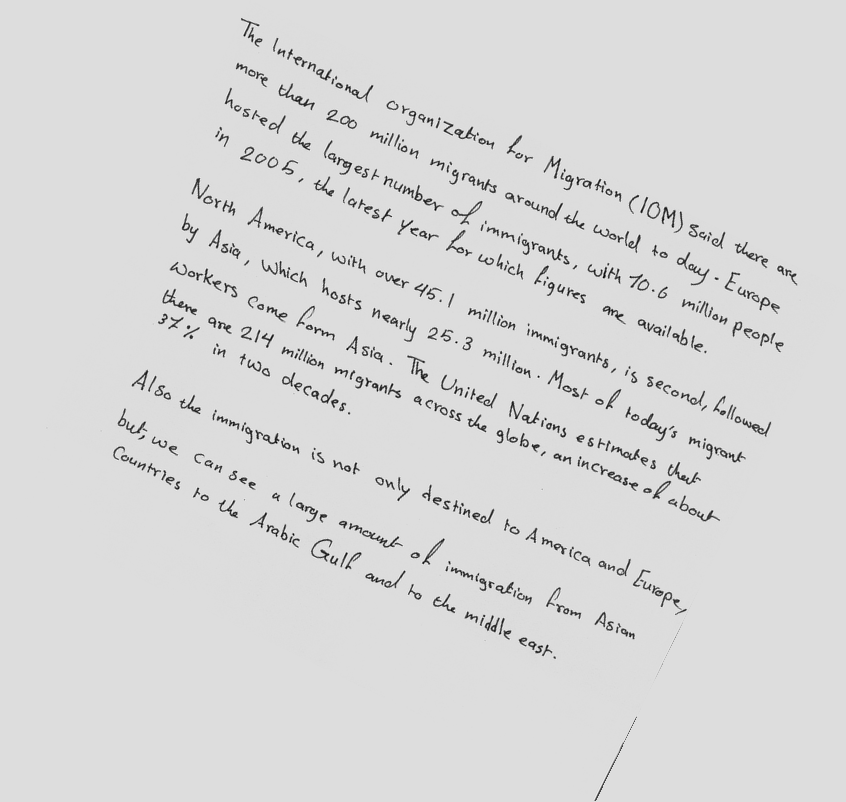 The International organization for Migration (IOM) said there are
more than 200 million migrants around the world to day. Europe
hosted the largest number of immigrants, with 70.6 million people
in 2005, the latest year for which figures are available.
North America, with over 45.1 million immigrants, is second, followed
by Asia, which hosts nearly 25.3 million. Most of today's migrant
workers come form Asia. The United Nations estimates that
there are 214 million migrants across the globe, an increase of about
37% in two decades.
Also the immigration is not only destined to America and Europe,
but, we can see a large amount of immigration from Asian
Countries to the Arabic Gulf and to the middle east.